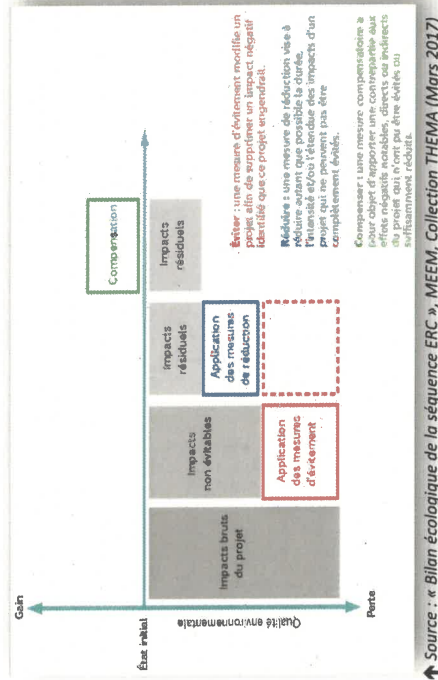 Gain
État initial
Qualité environnementale
Perte
Impacts bruts
du projet
Impacts
non évitables
Application
des mesures
d'évitement
Impacts
résiduels
Application
des mesures
de réduction
Impacts
résiduels
Compensation
Éviter : une mesure d'évitement modifie un
projet afin de supprimer un impact négatif
identifié que ce projet engendrait.
Réduire : une mesure de réduction vise à
réduire autant que possible la durée,
l'intensité et/ou l'étendue des impacts d'un
projet qui ne peuvent pas être
complètement évités.
Compenser : une mesure compensatoire a
pour objet d'apporter une contrepartie aux
effets négatifs notables, directs ou indirects
du projet qui n'ont pu être évités ou
suffisamment réduits.
↑ Source : « Bilan écologique de la séquence ERC », MEEM, Collection THEMA (Mars 2017)